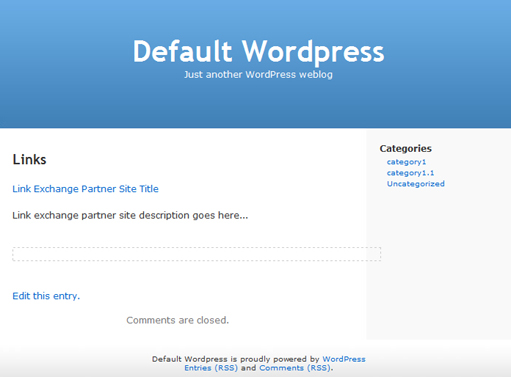 Default Wordpress
Just another WordPress weblog
Links
Link Exchange Partner Site Title
Link exchange partner site description goes here...
Edit this entry.
Comments are closed.
Categories
category1
category1.1
Uncategorized
Default Wordpress is proudly powered by WordPress
Entries (RSS) and Comments (RSS).